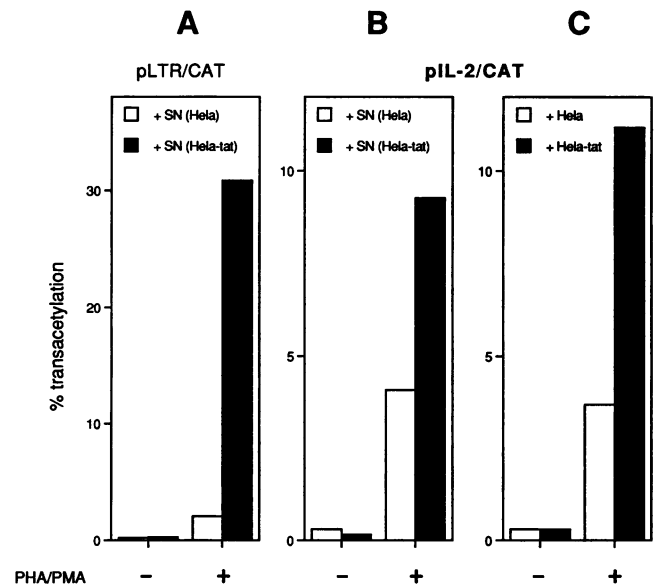 A B C
pLTR/CAT pIL-2/CAT
+ SN (Hela) + SN (Hela) + Hela
+ SN (Hela-tat) + SN (Hela-tat) + Hela-tat
30
20
10
0
10
5
0
10
5
0
% transacetylation
PHA/PMA − + − + − +